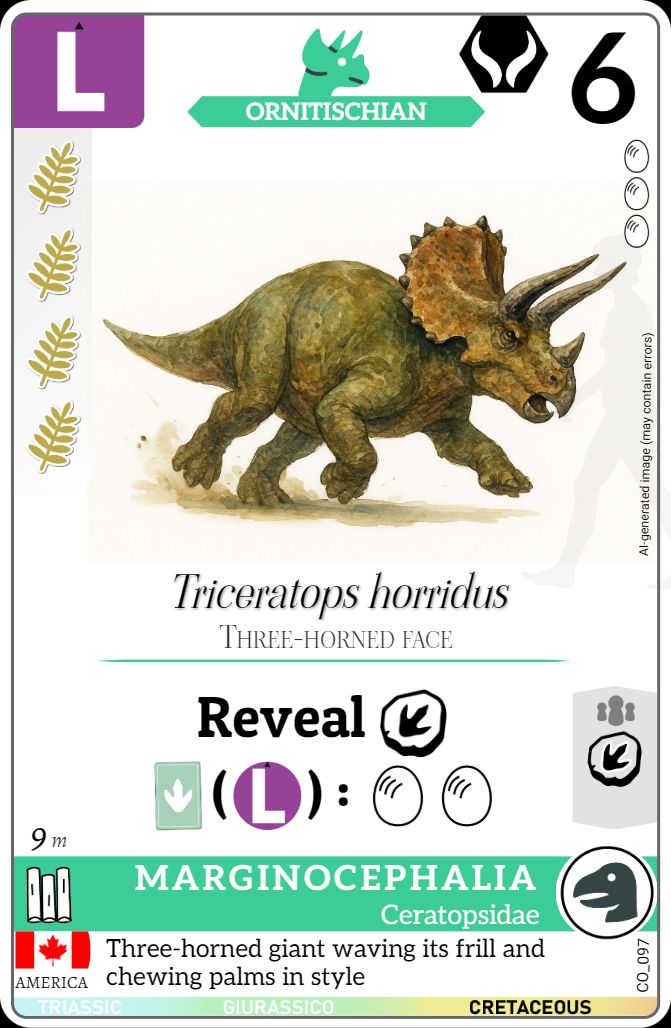 L
ORNITISCHIAN
6
AI-generated image (may contain errors)
Triceratops horridus
THREE-HORNED FACE
Reveal
( L ) :
9 m
MARGINOCEPHALIA
Ceratopsidae
Three-horned giant waving its frill and
chewing palms in style
AMERICA
CO_097
TRIASSIC GIURASSICO CRETACEOUS